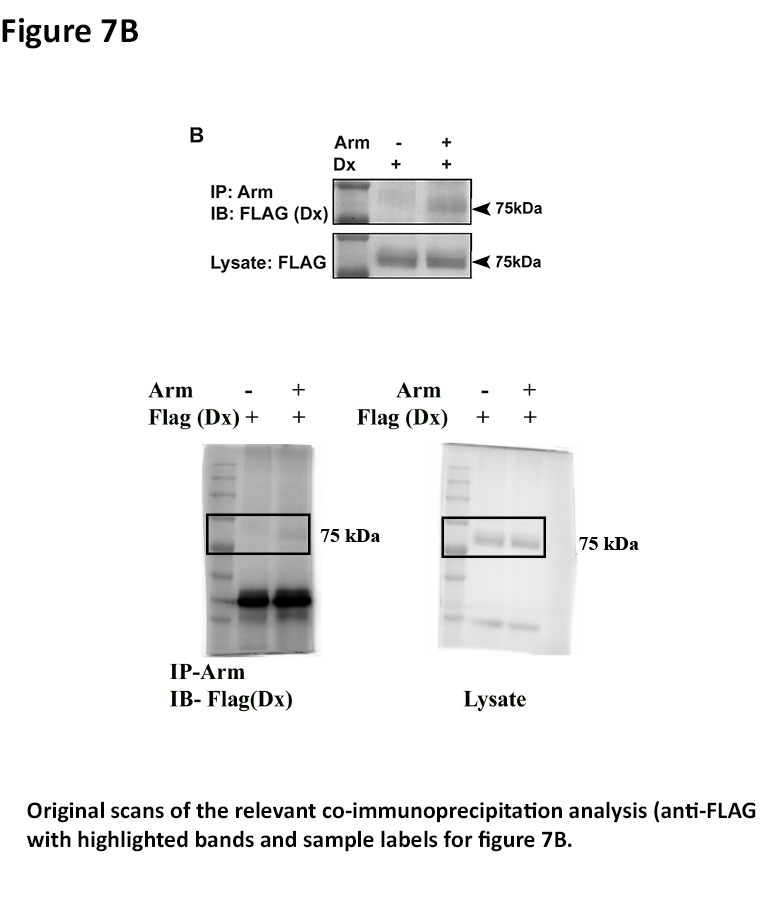 Figure 7B
B
Arm - +
Dx + +
IP: Arm
IB: FLAG (Dx)
75kDa
Lysate: FLAG
75kDa
Arm - +
Flag (Dx) + +
75 kDa
IP-Arm
IB- Flag(Dx)
Arm - +
Flag (Dx) + +
75 kDa
Lysate
Original scans of the relevant co-immunoprecipitation analysis (anti-FLAG
with highlighted bands and sample labels for figure 7B.